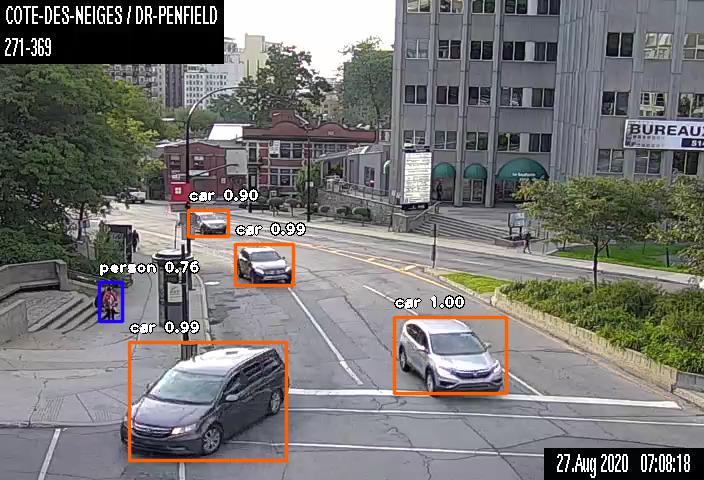 COTE-DES-NEIGES / DR-PENFIELD
271-369
BUREAUX
car 0.90
car 0.99
person 0.76
car 1.00
car 0.99
27.Aug 2020 07:08:18